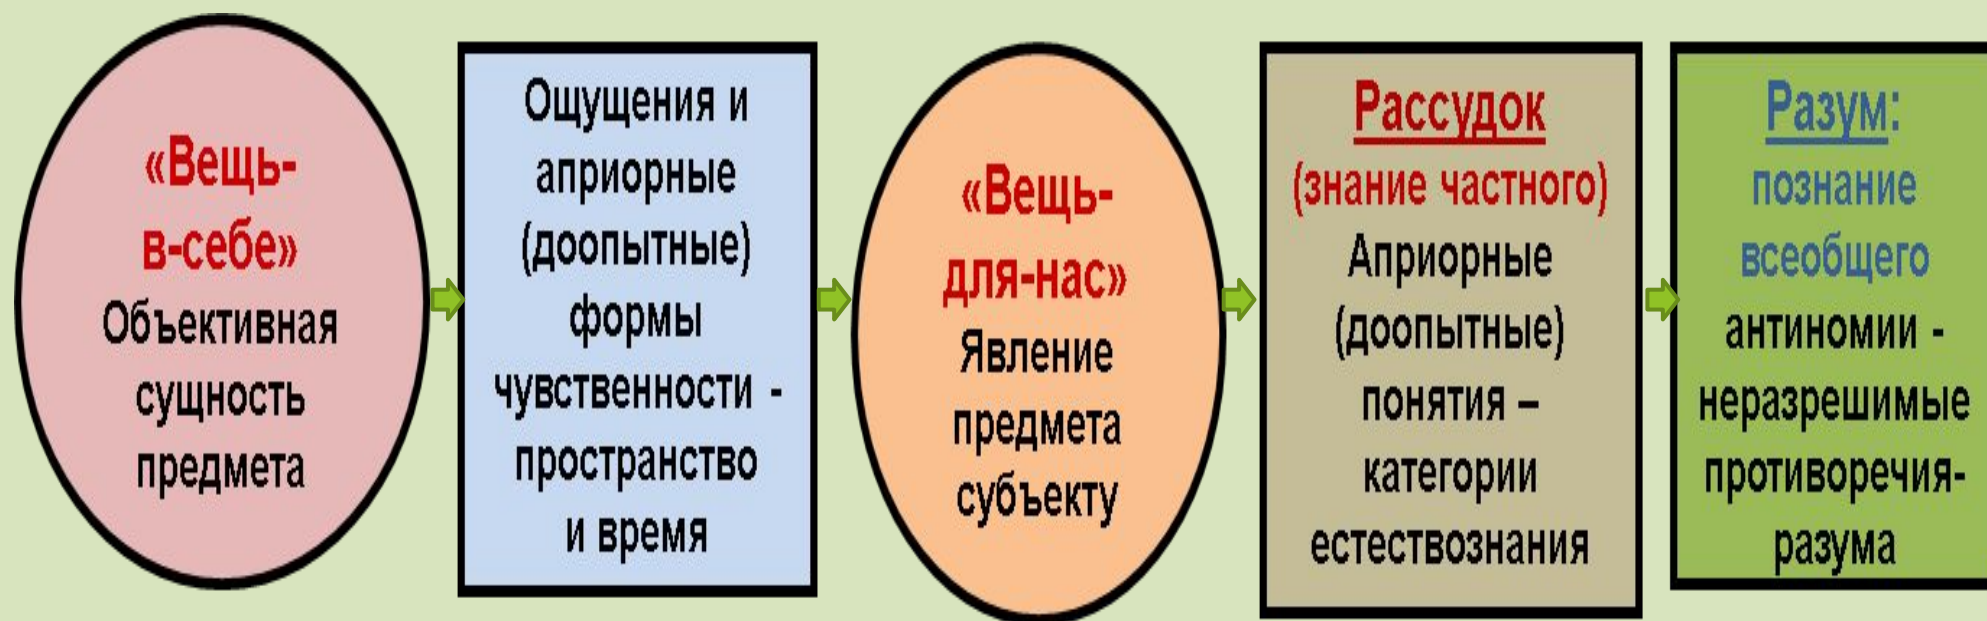 «Вещь-
в-себе»
Объективная
сущность
предмета
Ощущения и
априорные
(доопытные)
формы
чувственности -
пространство
и время
«Вещь-
для-нас»
Явление
предмета
субъекту
Рассудок
(знание частного)
Априорные
(доопытные)
понятия –
категории
естествознания
Разум:
познание
всеобщего
антиномии -
неразрешимые
противоречия-
разума